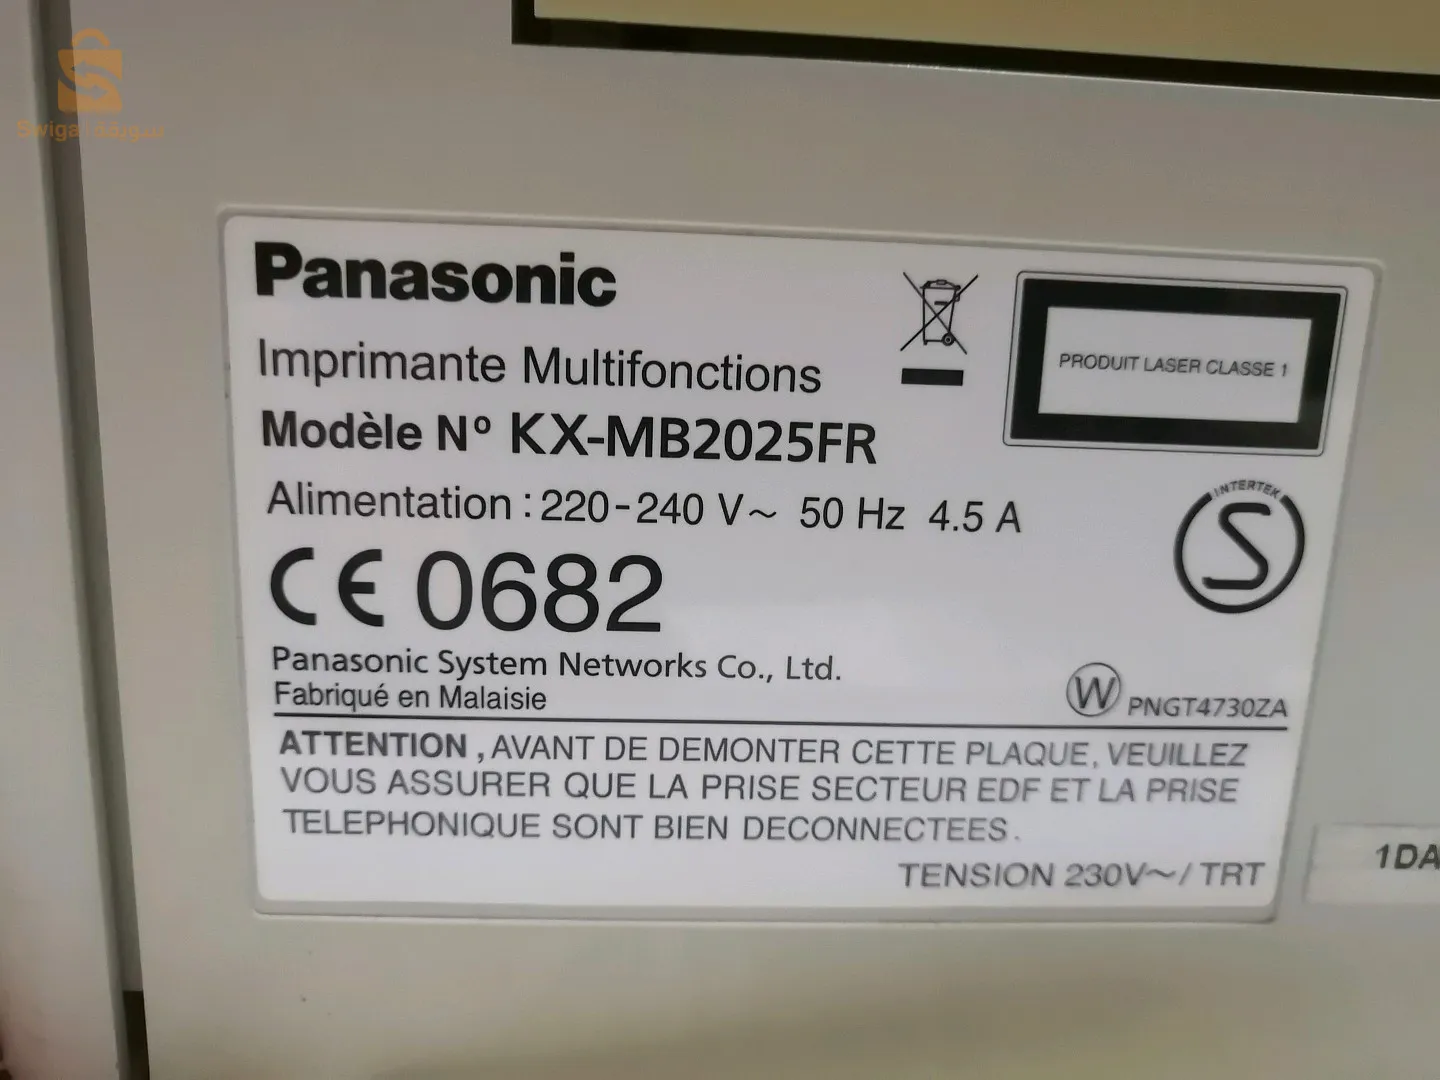 Swiga سويقة
Panasonic
Imprimante Multifonctions
Modèle Nº KX-MB2025FR
Alimentation : 220-240 V~ 50 Hz 4.5 A
PRODUIT LASER CLASSE 1
INTERTEK
S
CE 0682
Panasonic System Networks Co., Ltd.
Fabriqué en Malaisie
W PNGT4730ZA
ATTENTION , AVANT DE DEMONTER CETTE PLAQUE, VEUILLEZ
VOUS ASSURER QUE LA PRISE SECTEUR EDF ET LA PRISE
TELEPHONIQUE SONT BIEN DECONNECTEES .
TENSION 230V~/ TRT
1DA